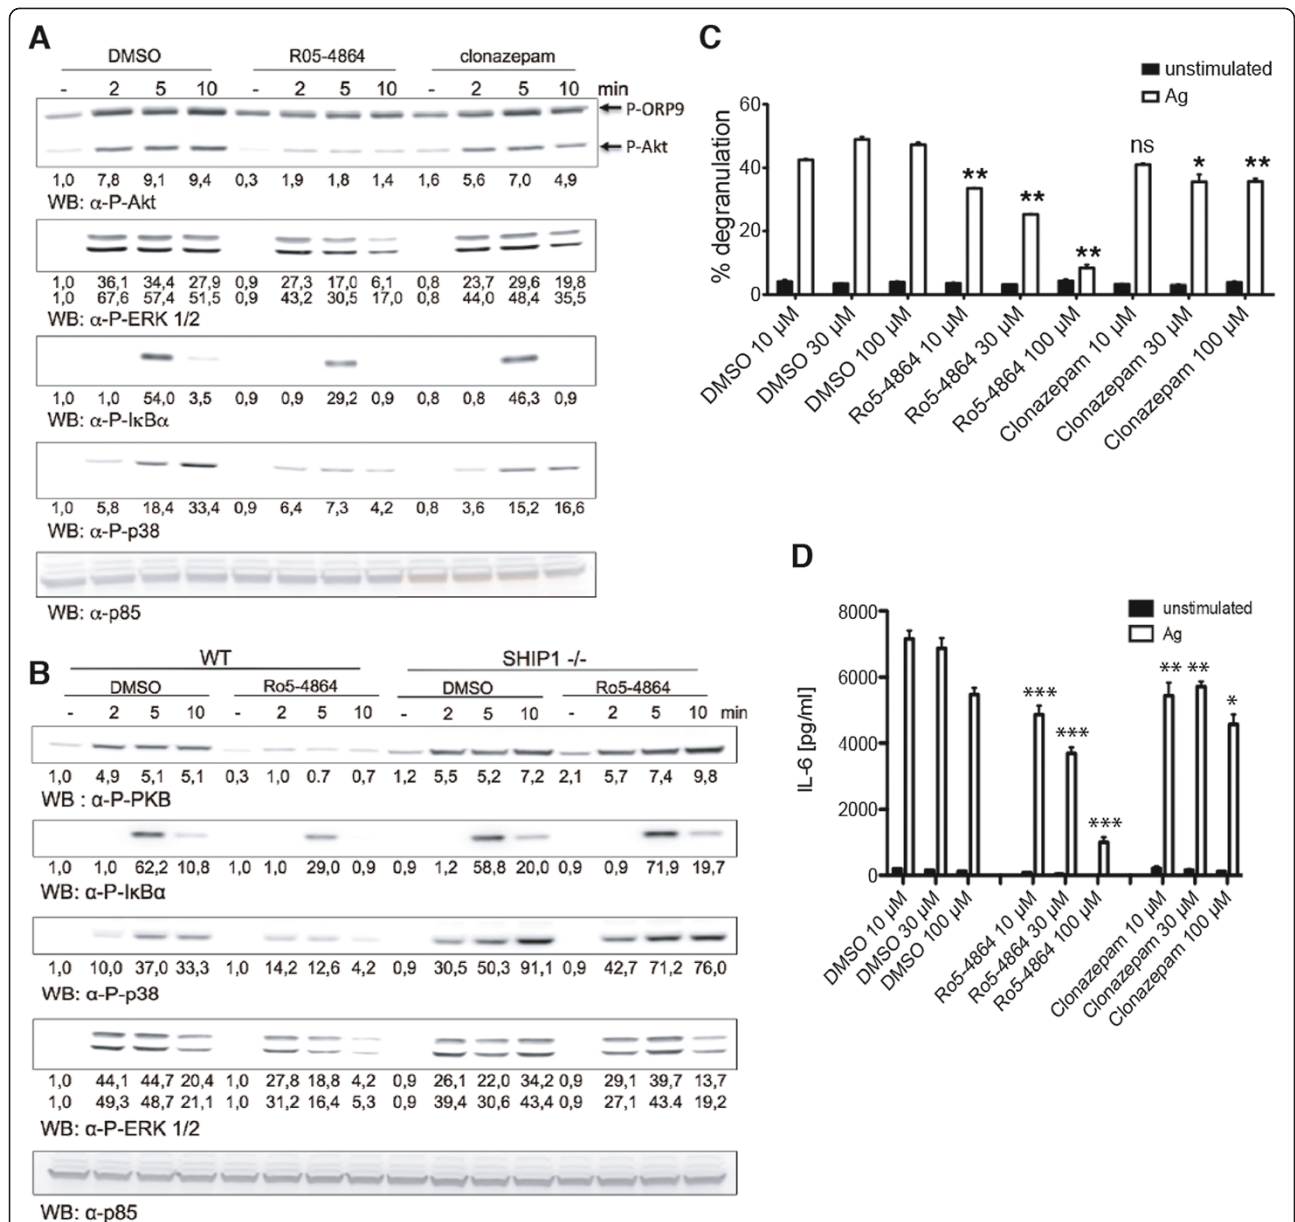 A
DMSO R05-4864 clonazepam
- 2 5 10 - 2 5 10 - 2 5 10 min
P-ORP9
P-Akt
1,0 7,8 9,1 9,4 0,3 1,9 1,8 1,4 1,6 5,6 7,0 4,9
WB: α-P-Akt
1,0 36,1 34,4 27,9 0,9 27,3 17,0 6,1 0,8 23,7 29,6 19,8
1,0 67,6 57,4 51,5 0,9 43,2 30,5 17,0 0,8 44,0 48,4 35,5
WB: α-P-ERK 1/2
1,0 1,0 54,0 3,5 0,9 0,9 29,2 0,9 0,8 0,8 46,3 0,9
WB: α-P-IκBα
1,0 5,8 18,4 33,4 0,9 6,4 7,3 4,2 0,8 3,6 15,2 16,6
WB: α-P-p38
WB: α-p85
B
WT SHIP1 -/-
DMSO Ro5-4864 DMSO Ro5-4864
- 2 5 10 - 2 5 10 - 2 5 10 - 2 5 10 min
1,0 4,9 5,1 5,1 0,3 1,0 0.7 0,7 1,2 5,5 5,2 7,2 2,1 5,7 7,4 9,8
WB : α-P-PKB
1,0 1,0 62,2 10,8 1,0 1,0 29,0 0,9 0,9 1,2 58,8 20,0 0,9 0,9 71,9 19,7
WB: α-P-IκBα
1,0 10,0 37,0 33,3 1,0 14,2 12,6 4,2 0,9 30,5 50,3 91,1 0,9 42,7 71,2 76,0
WB: α-P-p38
1,0 44,1 44,7 20,4 1,0 27,8 18,8 4,2 0,9 26,1 22,0 34,2 0,9 29,1 39,7 13,7
1,0 49,3 48,7 21,1 1,0 31,2 16,4 5,3 0,9 39,4 30,6 43,4 0,9 27,1 43.4 19,2
WB: α-P-ERK 1/2
WB: α-p85
C
unstimulated
Ag
% degranulation
60
40
20
0
** ** ** ns * **
DMSO 10 µM
DMSO 30 µM
DMSO 100 µM
Ro5-4864 10 µM
Ro5-4864 30 µM
Ro5-4864 100 µM
Clonazepam 10 µM
Clonazepam 30 µM
Clonazepam 100 µM
D
unstimulated
Ag
IL-6 [pg/ml]
8000
6000
4000
2000
0
*** *** *** ** ** *
DMSO 10 µM
DMSO 30 µM
DMSO 100 µM
Ro5-4864 10 µM
Ro5-4864 30 µM
Ro5-4864 100 µM
Clonazepam 10 µM
Clonazepam 30 µM
Clonazepam 100 µM